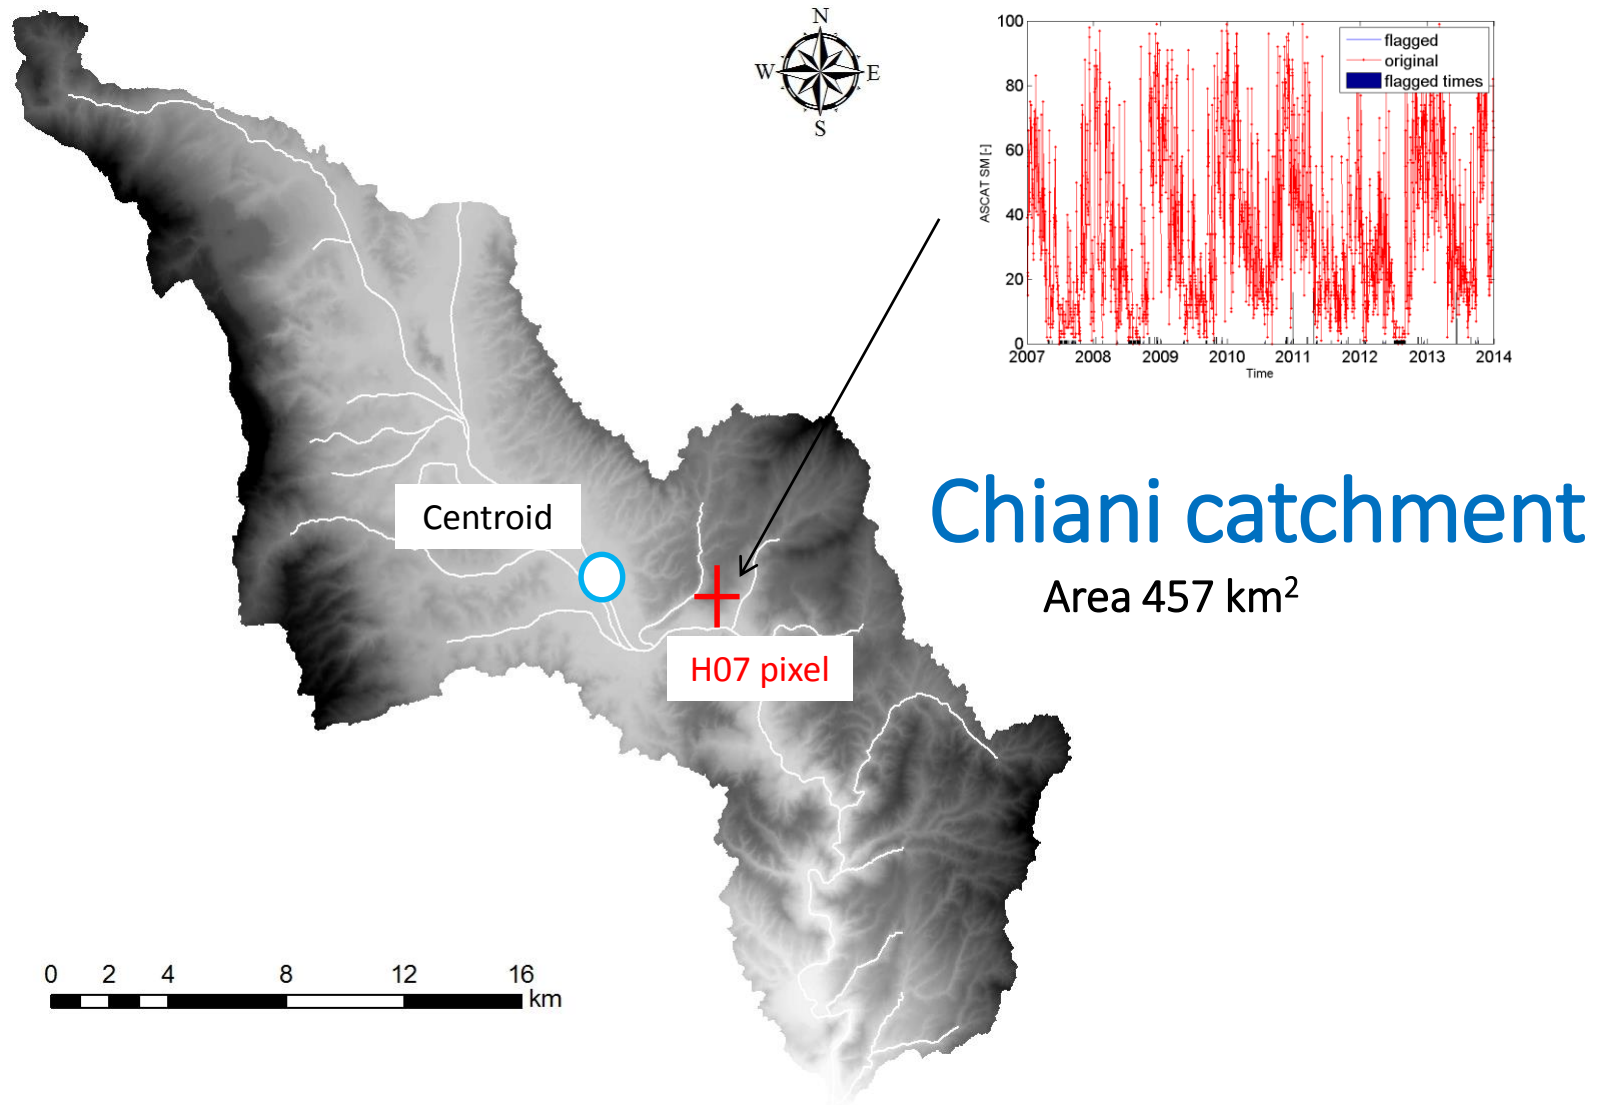 N
W E
S
100
80
60
40
20
0
ASCAT SM [-]
flagged
original
flagged times
2007 2008 2009 2010 2011 2012 2013 2014
Time
Centroid
Chiani catchment
Area 457 km²
H07 pixel
0 2 4 8 12 16
km